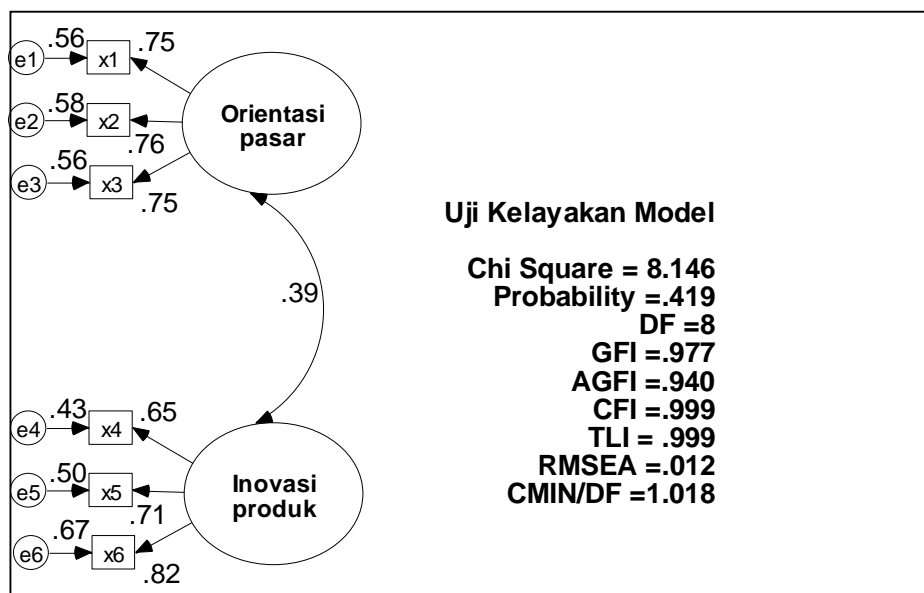 .56
.75
e1
x1
.58
e2
x2
.76
.56
e3
x3
.75
Orientasi
pasar
.39
.43
.65
e4
x4
.50
e5
x5
.71
.67
e6
x6
.82
Inovasi
produk
Uji Kelayakan Model
Chi Square = 8.146
Probability =.419
DF =8
GFI =.977
AGFI =.940
CFI =.999
TLI = .999
RMSEA =.012
CMIN/DF =1.018